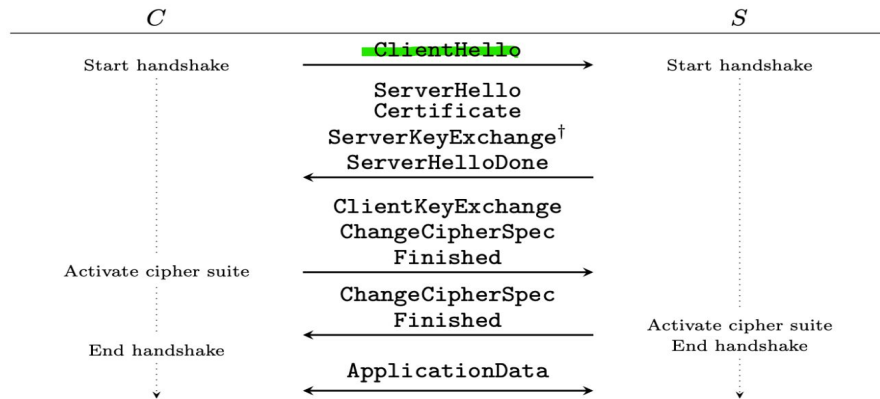 C S
ClientHello
Start handshake Start handshake
ServerHello
Certificate
ServerKeyExchange†
ServerHelloDone
ClientKeyExchange
ChangeCipherSpec
Finished
Activate cipher suite
ChangeCipherSpec
Finished
Activate cipher suite
End handshake End handshake
ApplicationData